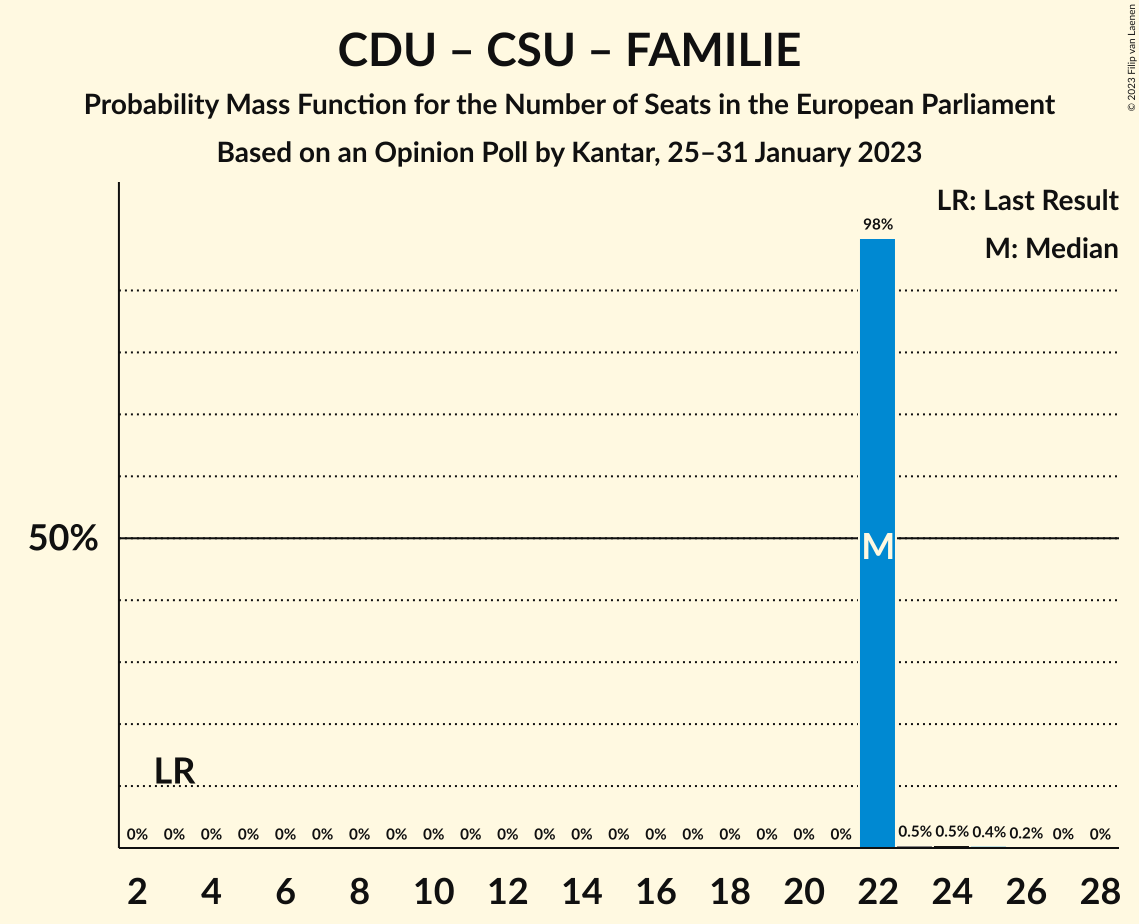 CDU – CSU – FAMILIE
Probability Mass Function for the Number of Seats in the European Parliament
Based on an Opinion Poll by Kantar, 25–31 January 2023
© 2023 Filip van Laenen
LR: Last Result
M: Median
98%
50%
M
LR
0% 0% 0% 0% 0% 0% 0% 0% 0% 0% 0% 0% 0% 0% 0% 0% 0% 0% 0% 0% 0.5% 0.5% 0.4% 0.2% 0% 0%
2 4 6 8 10 12 14 16 18 20 22 24 26 28